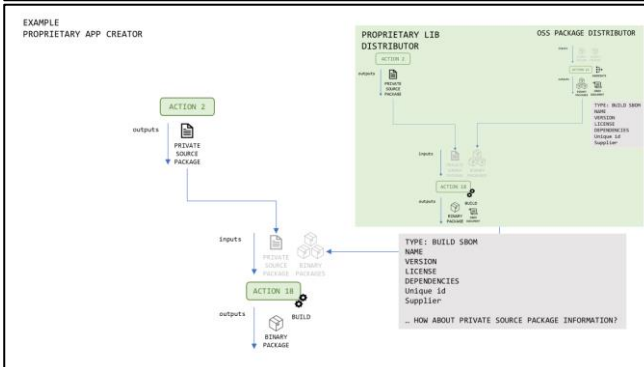 EXAMPLE
PROPRIETARY APP CREATOR
ACTION 2
outputs
PRIVATE
SOURCE
PACKAGE
inputs
PRIVATE
SOURCE
PACKAGE
BINARY
PACKAGES
ACTION 18
BUILD
outputs
BINARY
PACKAGE
PROPRIETARY LIB
DISTRIBUTOR
ACTION 2
outputs
PRIVATE
SOURCE
PACKAGE
inputs
ACTION 18
BUILD
outputs
BINARY
PACKAGE
OSS PACKAGE DISTRIBUTOR
TYPE: BUILD SBOM
NAME
VERSION
LICENSE
DEPENDENCIES
Unique id
Supplier
TYPE: BUILD SBOM
NAME
VERSION
LICENSE
DEPENDENCIES
Unique id
Supplier
… HOW ABOUT PRIVATE SOURCE PACKAGE INFORMATION?